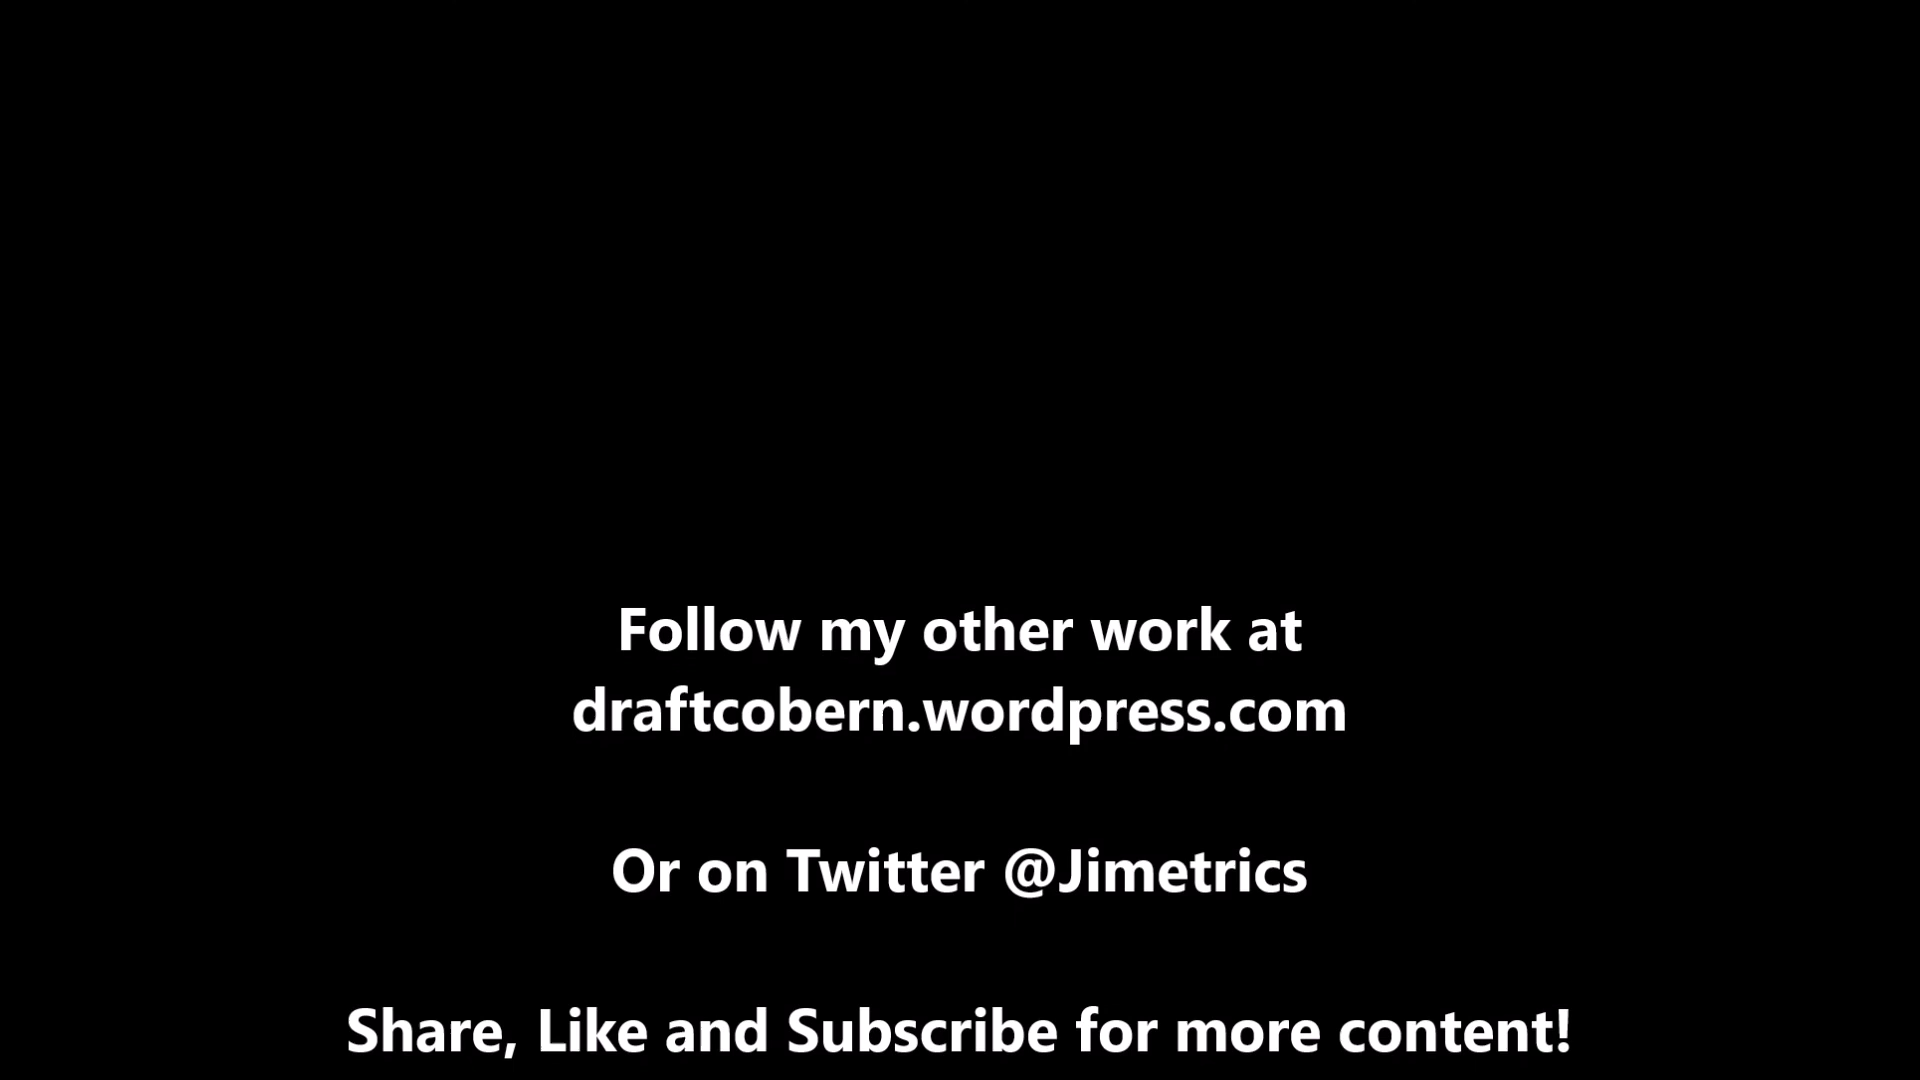 Follow my other work at
draftcobern.wordpress.com
Or on Twitter @Jimetrics
Share, Like and Subscribe for more content!